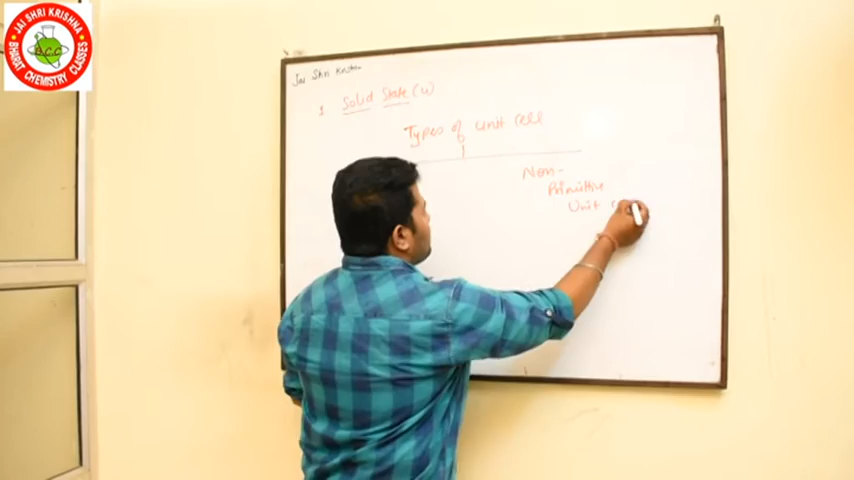 JAI SHRI KRISHNA
B.C.C
BHARAT CHEMISTRY CLASSES
Jai Shri Krishna
1 Solid State (u)
Types of unit cell
Non-
Primitive
Unit